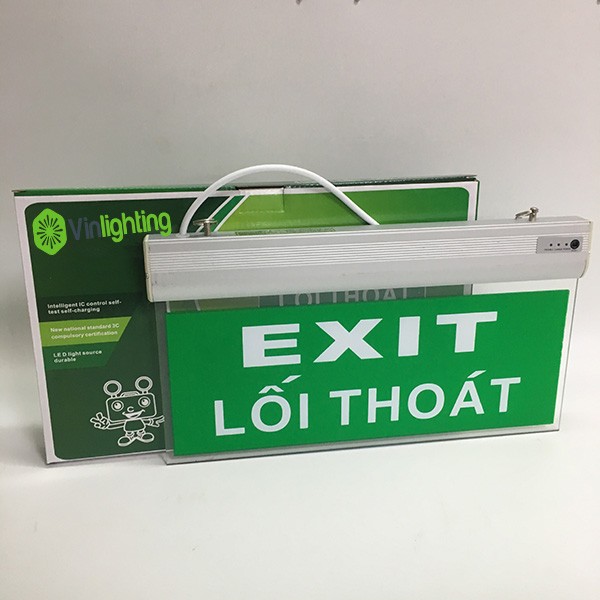 Vinlighting
Intelligent IC control self-
test self-charging
New national standard 3C
compulvory certification
LED light source
durable
LỐI THOÁT
EXIT
LỐI THOÁT